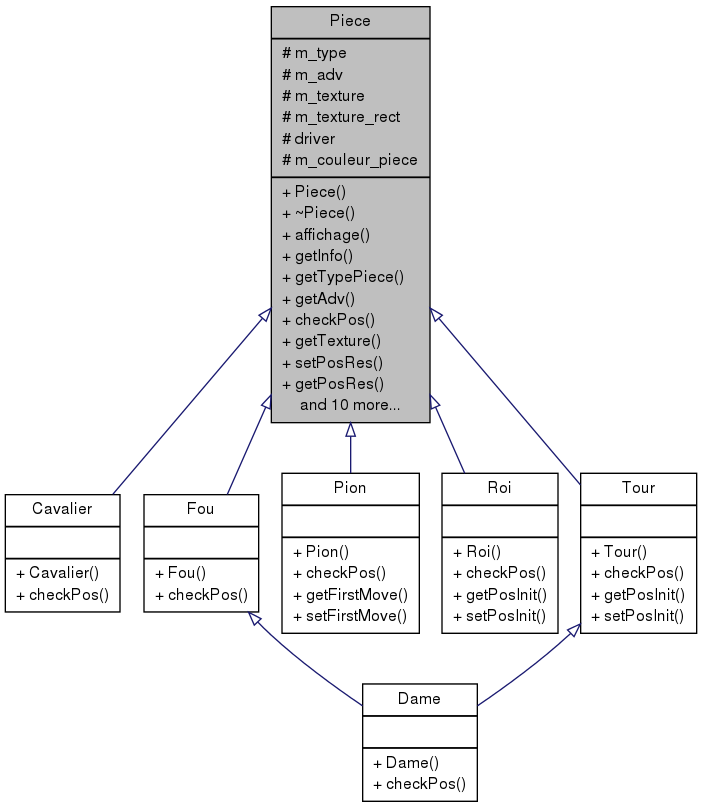 Piece
# m_type
# m_adv
# m_texture
# m_texture_rect
# driver
# m_couleur_piece
+ Piece()
+ ~Piece()
+ affichage()
+ getInfo()
+ getTypePiece()
+ getAdv()
+ checkPos()
+ getTexture()
+ setPosRes()
+ getPosRes()
and 10 more...
Cavalier
+ Cavalier()
+ checkPos()
Fou
+ Fou()
+ checkPos()
Pion
+ Pion()
+ checkPos()
+ getFirstMove()
+ setFirstMove()
Roi
+ Roi()
+ checkPos()
+ getPosInit()
+ setPosInit()
Tour
+ Tour()
+ checkPos()
+ getPosInit()
+ setPosInit()
Dame
+ Dame()
+ checkPos()